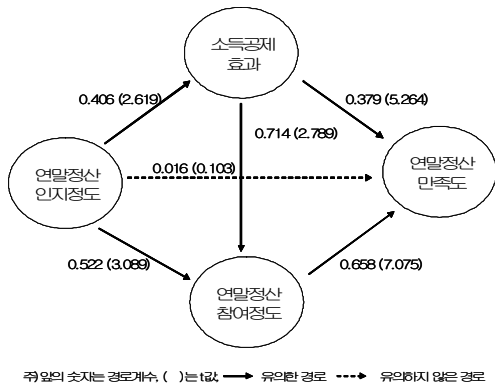 소득공제
효과
0.406 (2.619)
0.379 (5.264)
0.714 (2.789)
연말정산
인지정도
0.016 (0.103)
연말정산
만족도
0.522 (3.089)
0.658 (7.075)
연말정산
참여정도
주) 앞의 숫자는 경로계수, ( )는 t값, 유의한 경로 유의하지 않은 경로